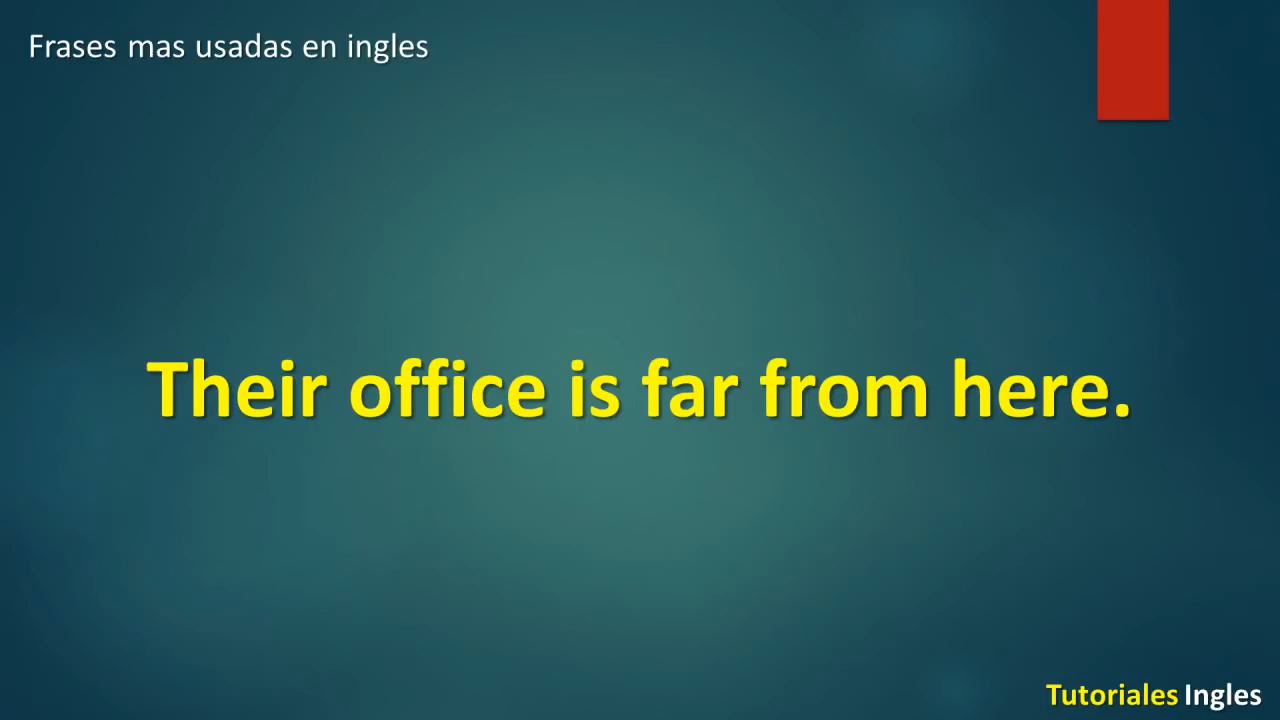 Frases mas usadas en ingles
Their office is far from here.
Tutoriales Ingles